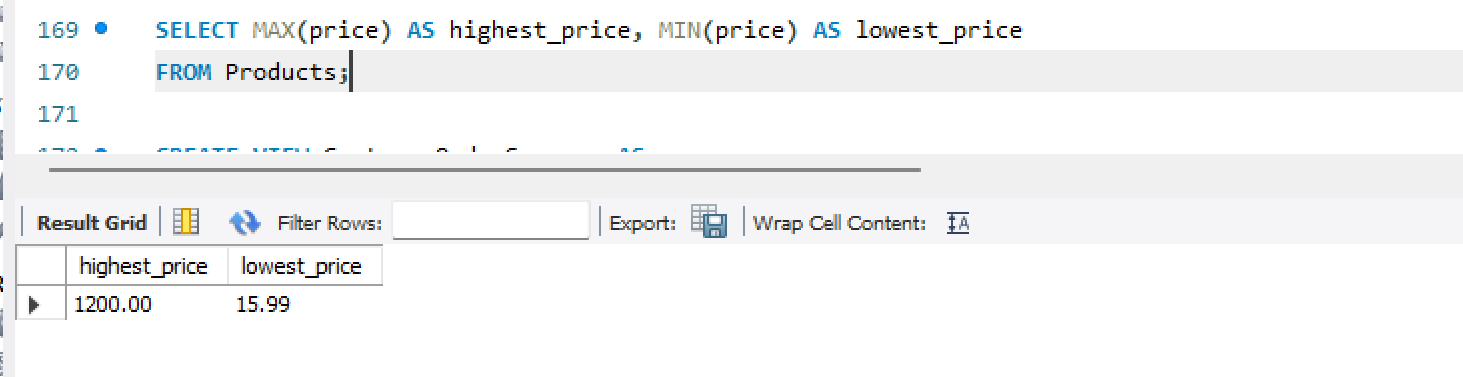 169 SELECT MAX(price) AS highest_price, MIN(price) AS lowest_price
170 FROM Products;
171
Result Grid Filter Rows: Export: Wrap Cell Content: IA
highest_price lowest_price
1200.00 15.99